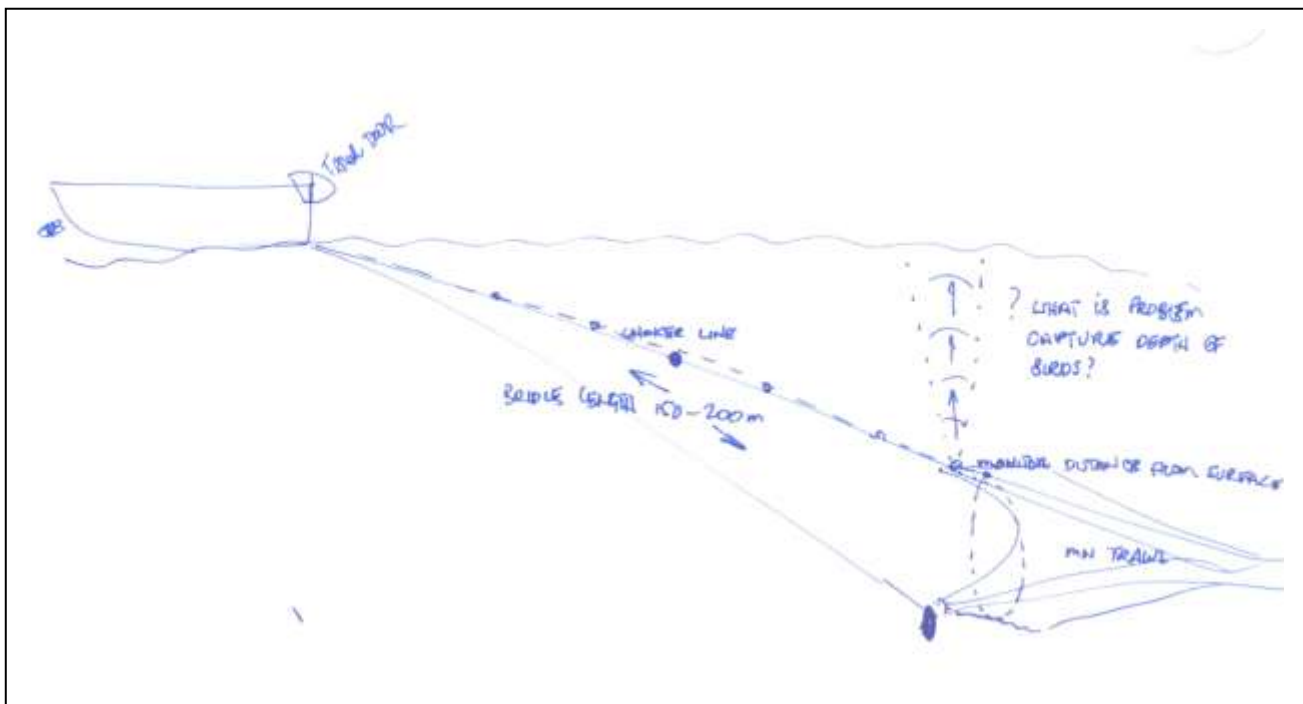 TRAWL DOOR
CHOKER LINE
BRIDLE LENGTH 150-200m
? WHAT IS PROBLEM
CAPTURE DEPTH OF
BIRDS?
MONITOR DISTANCE FROM SURFACE
TRAWL